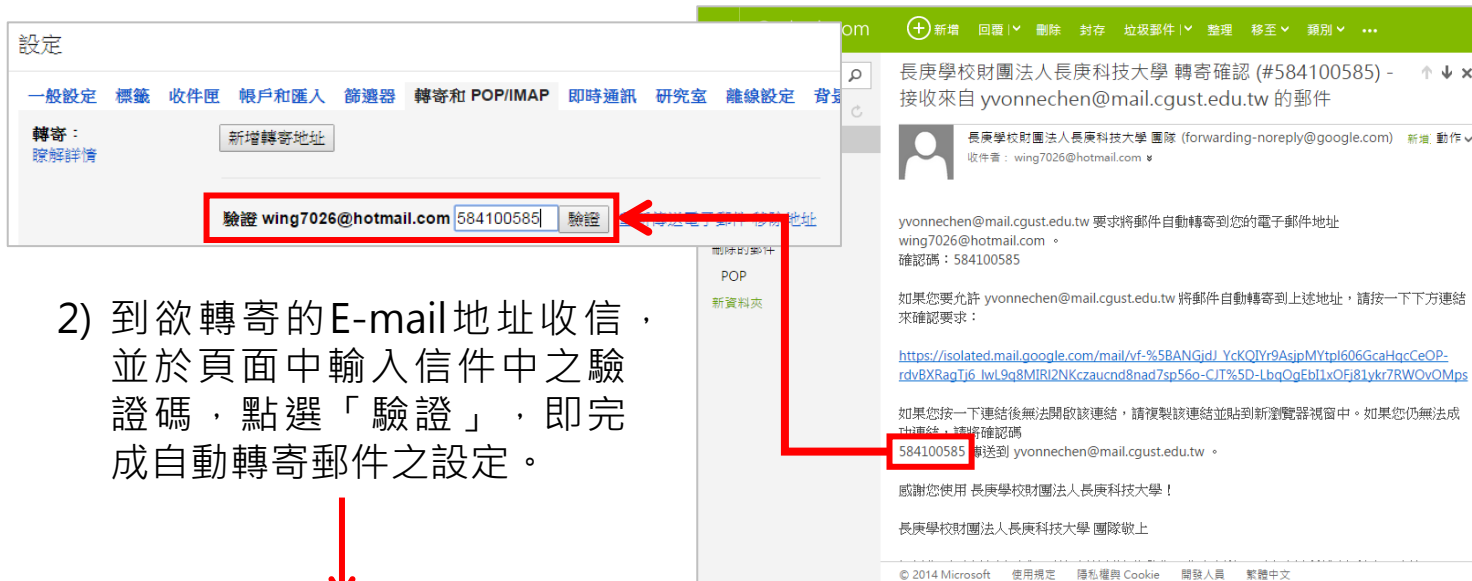 設定
一般設定 標籤 收件匣 帳戶和匯入 篩選器 轉寄和 POP/IMAP 即時通訊 研究室 離線設定
轉寄：
瞭解詳情
新增轉寄地址
驗證 wing7026@hotmail.com 584100585 驗證
2) 到欲轉寄的E-mail地址收信，
並於頁面中輸入信件中之驗
證碼，點選「驗證」，即完
成自動轉寄郵件之設定。
om
新增 回覆 刪除 封存 垃圾郵件 整理 移至 類別 •••
刪除的郵件
POP
新資料夾
長庚學校財團法人長庚科技大學 轉寄確認 (#584100585) -
接收來自 yvonnechen@mail.cgust.edu.tw 的郵件
長庚學校財團法人長庚科技大學 團隊 (forwarding-noreply@google.com) 新增 動作
收件者： wing7026@hotmail.com
yvonnechen@mail.cgust.edu.tw 要求將郵件自動轉寄到您的電子郵件地址
wing7026@hotmail.com 。
確認碼：584100585
如果您要允許 yvonnechen@mail.cgust.edu.tw 將郵件自動轉寄到上述地址，請按一下下方連結
來確認要求：
https://isolated.mail.google.com/mail/vf-%5BANGjdJ_YcKQIYr9AsjpMYtpl606GcaHqcCeOP-
rdvBXRagTj6_IwL9q8MIRl2NKczaucnd8nad7sp56o-CJT%5D-LbqOgEbI1xOFj81ykr7RWOvOMps
如果您按一下連結後無法開啟該連結，請複製該連結並貼到新瀏覽器視窗中。如果您仍無法成
功連結，請將確認碼
584100585 傳送到 yvonnechen@mail.cgust.edu.tw 。
感謝您使用 長庚學校財團法人長庚科技大學！
長庚學校財團法人長庚科技大學 團隊敬上
© 2014 Microsoft 使用規定 隱私權與 Cookie 開發人員 繁體中文